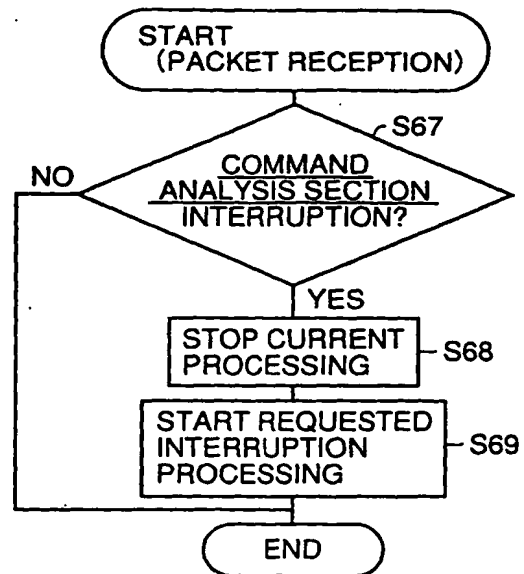 START
(PACKET RECEPTION)
S67
COMMAND
ANALYSIS SECTION
INTERRUPTION?
NO
YES
STOP CURRENT
PROCESSING
S68
START REQUESTED
INTERRUPTION
PROCESSING
S69
END